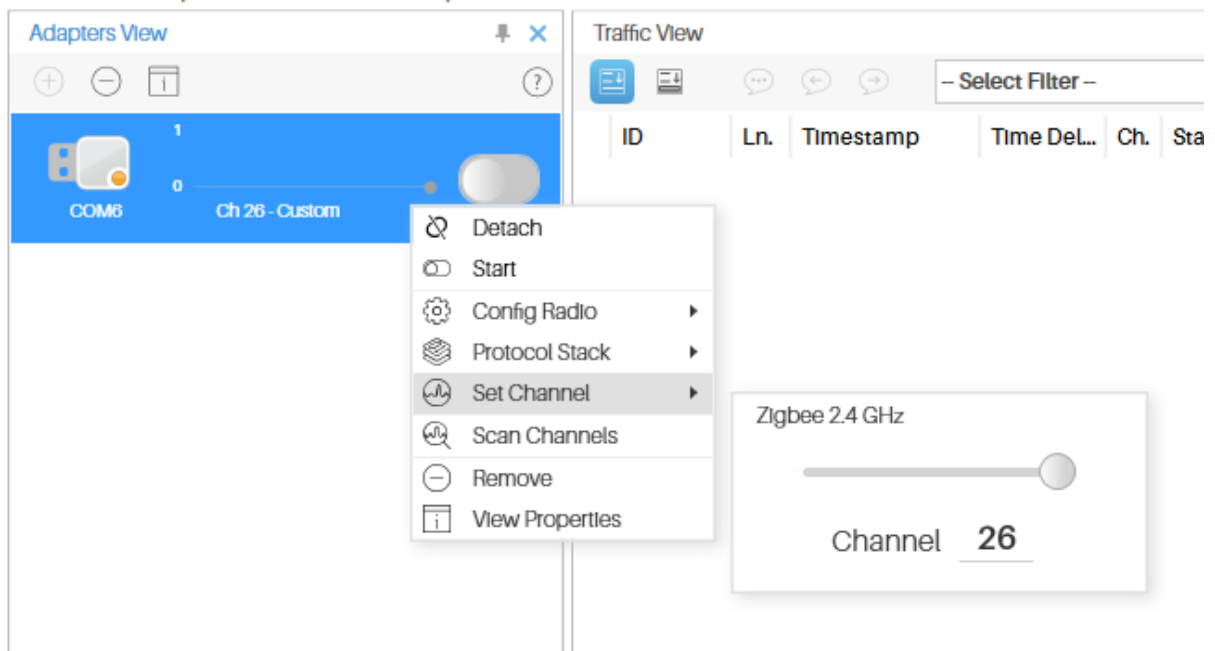 Adapters View
Traffic View
-- Select Filter --
1
0
COM6
Ch 26 - Custom
ID
Ln.
Timestamp
Time Del...
Ch.
Sta
Detach
Start
Config Radio
Protocol Stack
Set Channel
Scan Channels
Remove
View Properties
Zigbee 2.4 GHz
Channel 26